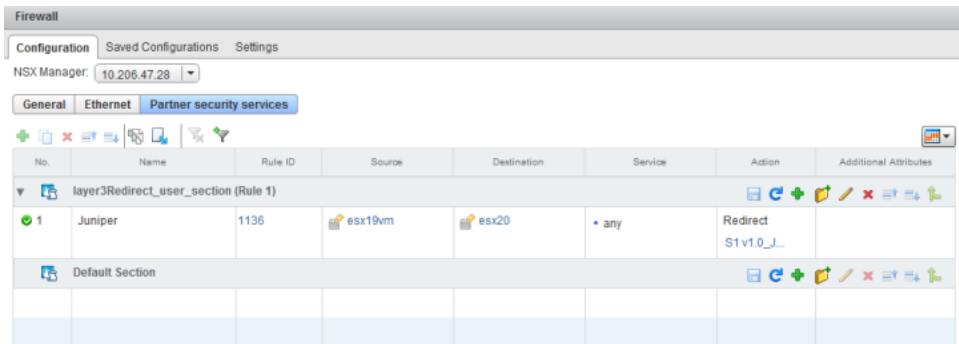 Firewall
Configuration Saved Configurations Settings
NSX Manager: 10.206.47.28
General Ethernet Partner security services
No. Name Rule ID Source Destination Service Action Additional Attributes
layer3Redirect_user_section (Rule 1)
1 Juniper 1136 esx19vm esx20 any Redirect
S1 v1.0_J...
Default Section